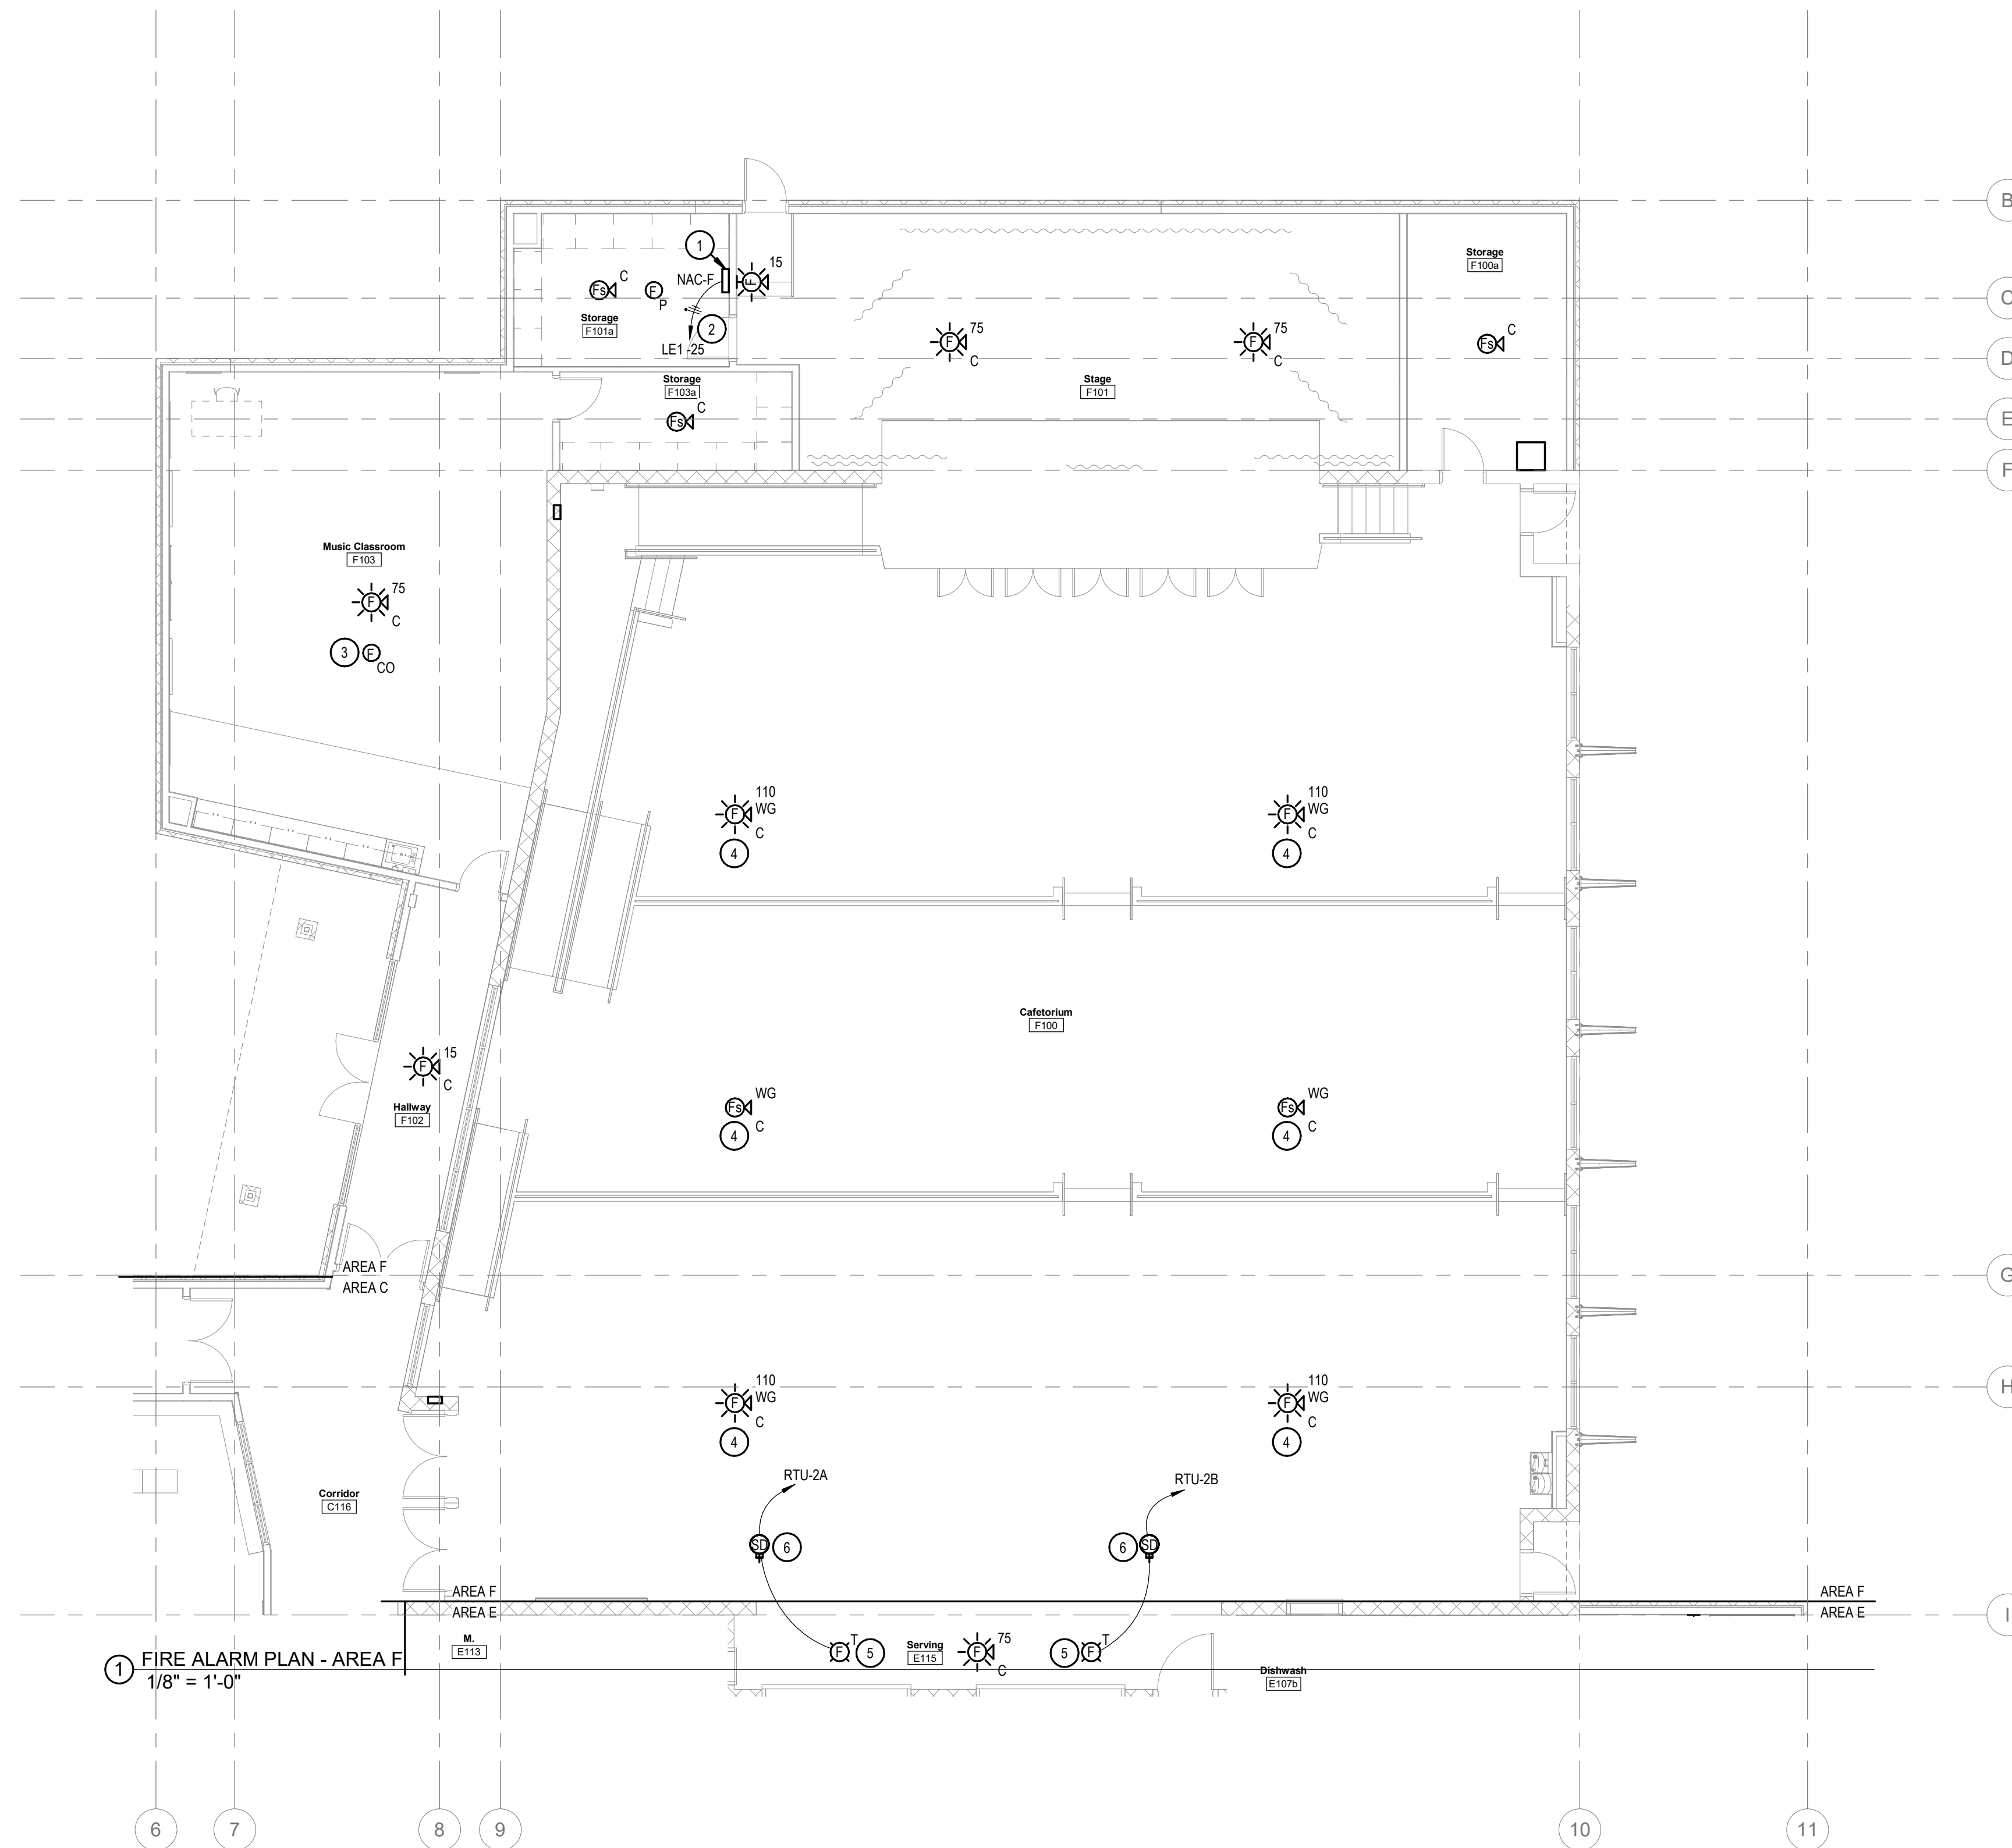 B
Storage
F100a
1
15
NAC-F
F
Fs
C
F
P
C
Storage
F101a
2
75
F
C
75
F
C
C
Fs
LE1 -25
D
Storage
F103a
C
Fs
Stage
F101
E
F
Music Classroom
F103
75
F
C
3
F
CO
110
F
WG
C
4
110
F
WG
C
4
Cafetorium
F100
15
F
C
Hallway
F102
WG
Fs
C
4
WG
Fs
C
4
AREA F
AREA C
G
110
F
WG
C
4
110
F
WG
C
4
H
RTU-2A
RTU-2B
Corridor
C116
SD
6
6
SD
AREA F
AREA E
AREA F
AREA E
I
M.
E113
F
T
5
Serving
E115
75
F
C
5
F
T
Dishwash
E107b
1
FIRE ALARM PLAN - AREA F
1/8" = 1'-0"
6
7
8
9
10
11